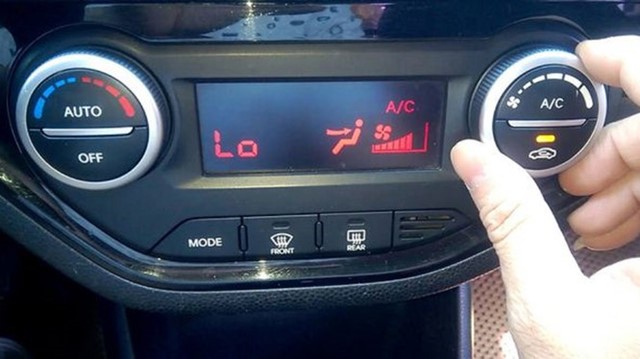 AUTO
OFF
A/C
Lo
A/C
MODE
FRONT
REAR